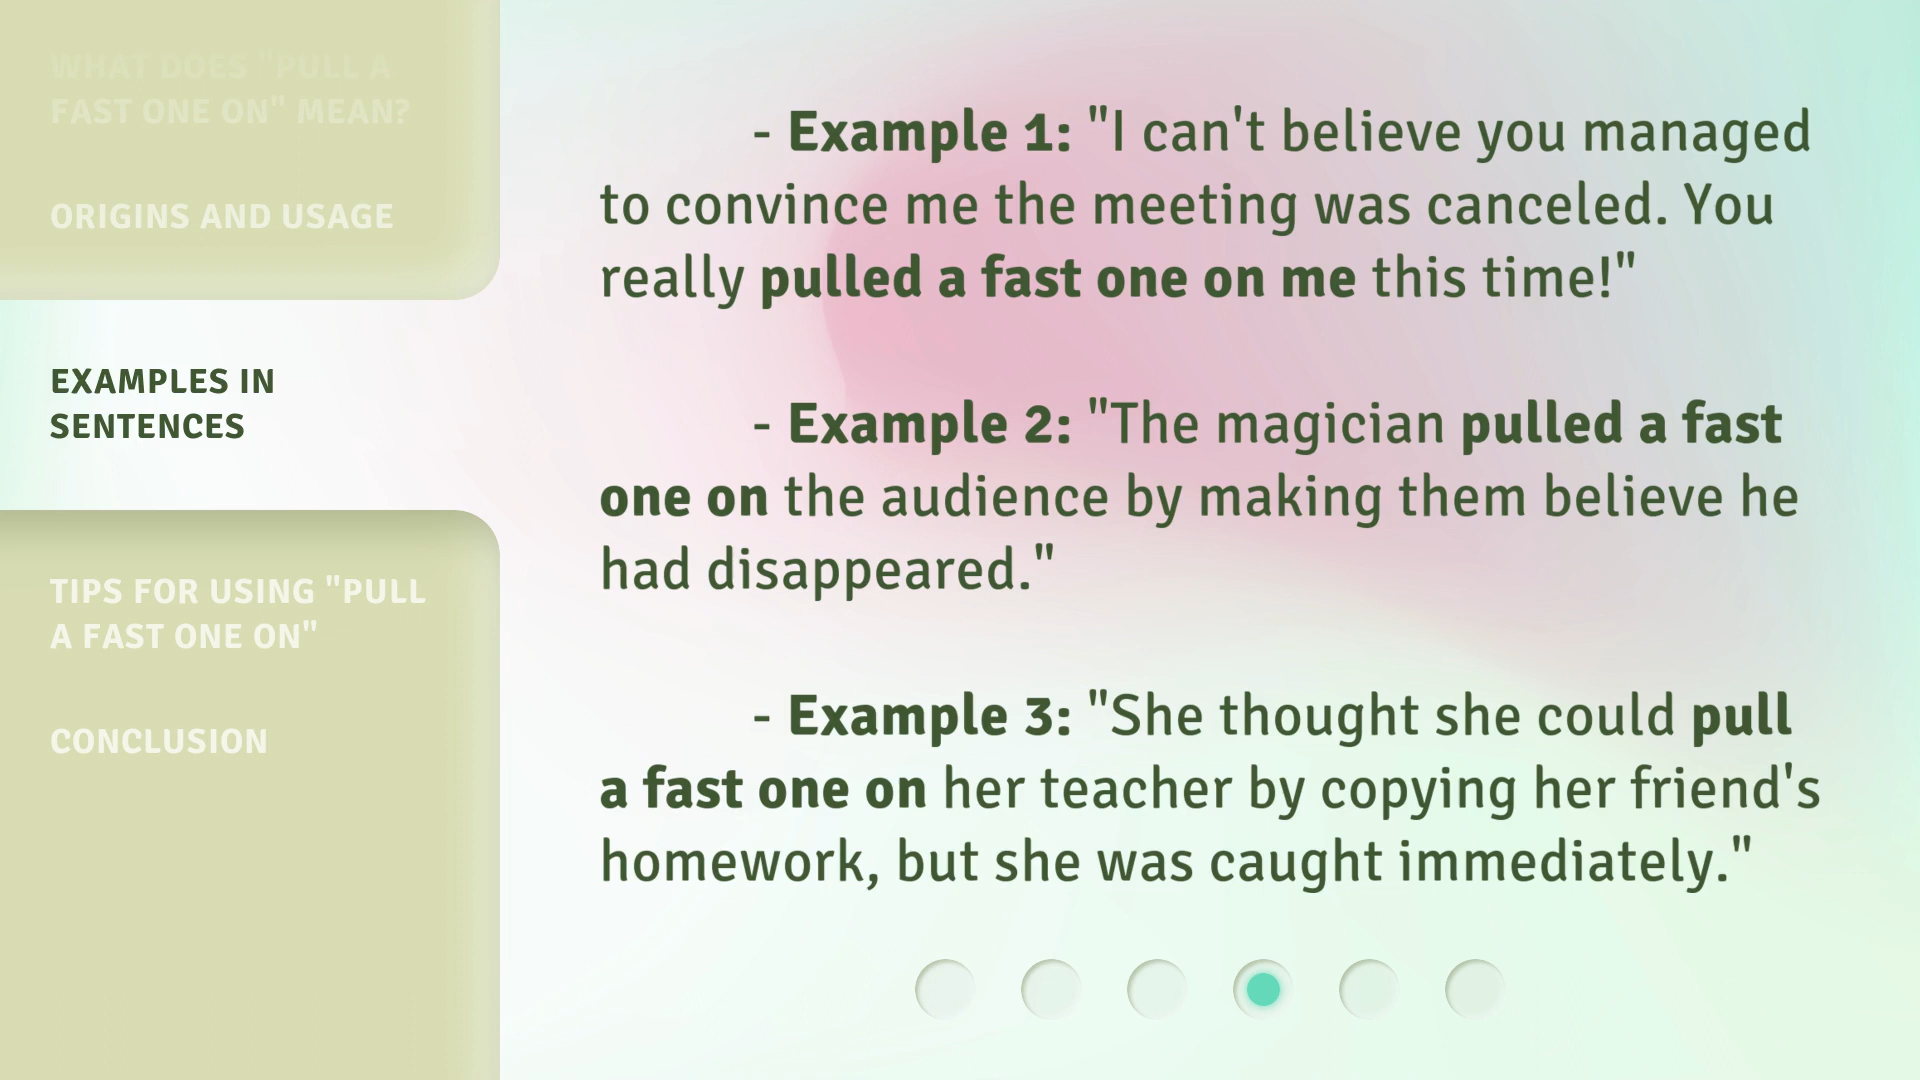 WHAT DOES "PULL A
FAST ONE ON" MEAN?
ORIGINS AND USAGE
EXAMPLES IN
SENTENCES
TIPS FOR USING "PULL
A FAST ONE ON"
CONCLUSION
- Example 1: "I can't believe you managed
to convince me the meeting was canceled. You
really pulled a fast one on me this time!"
- Example 2: "The magician pulled a fast
one on the audience by making them believe he
had disappeared."
- Example 3: "She thought she could pull
a fast one on her teacher by copying her friend's
homework, but she was caught immediately."